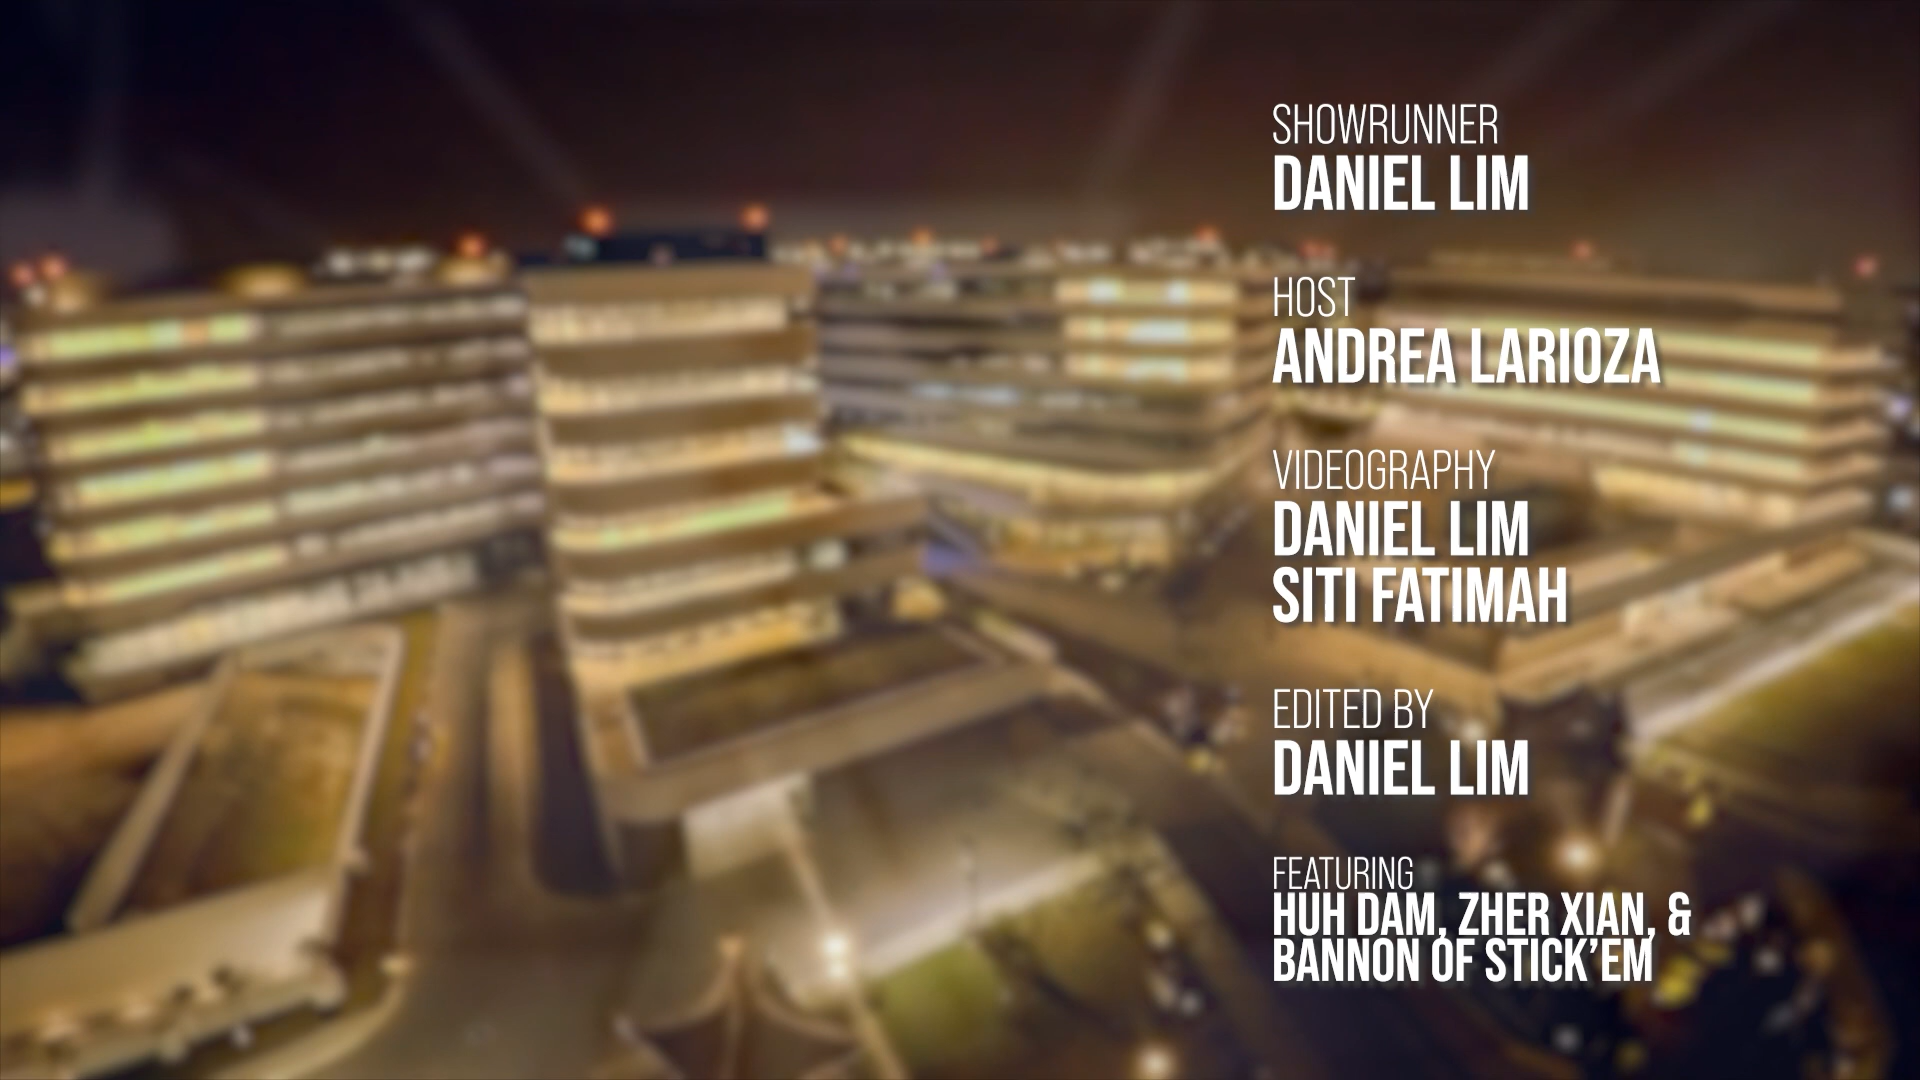 SHOWRUNNER
DANIEL LIM
HOST
ANDREA LARIOZA
VIDEOGRAPHY
DANIEL LIM
SITI FATIMAH
EDITED BY
DANIEL LIM
FEATURING
HUH DAM, ZHER XIAN, &
BANNON OF STICK'EM